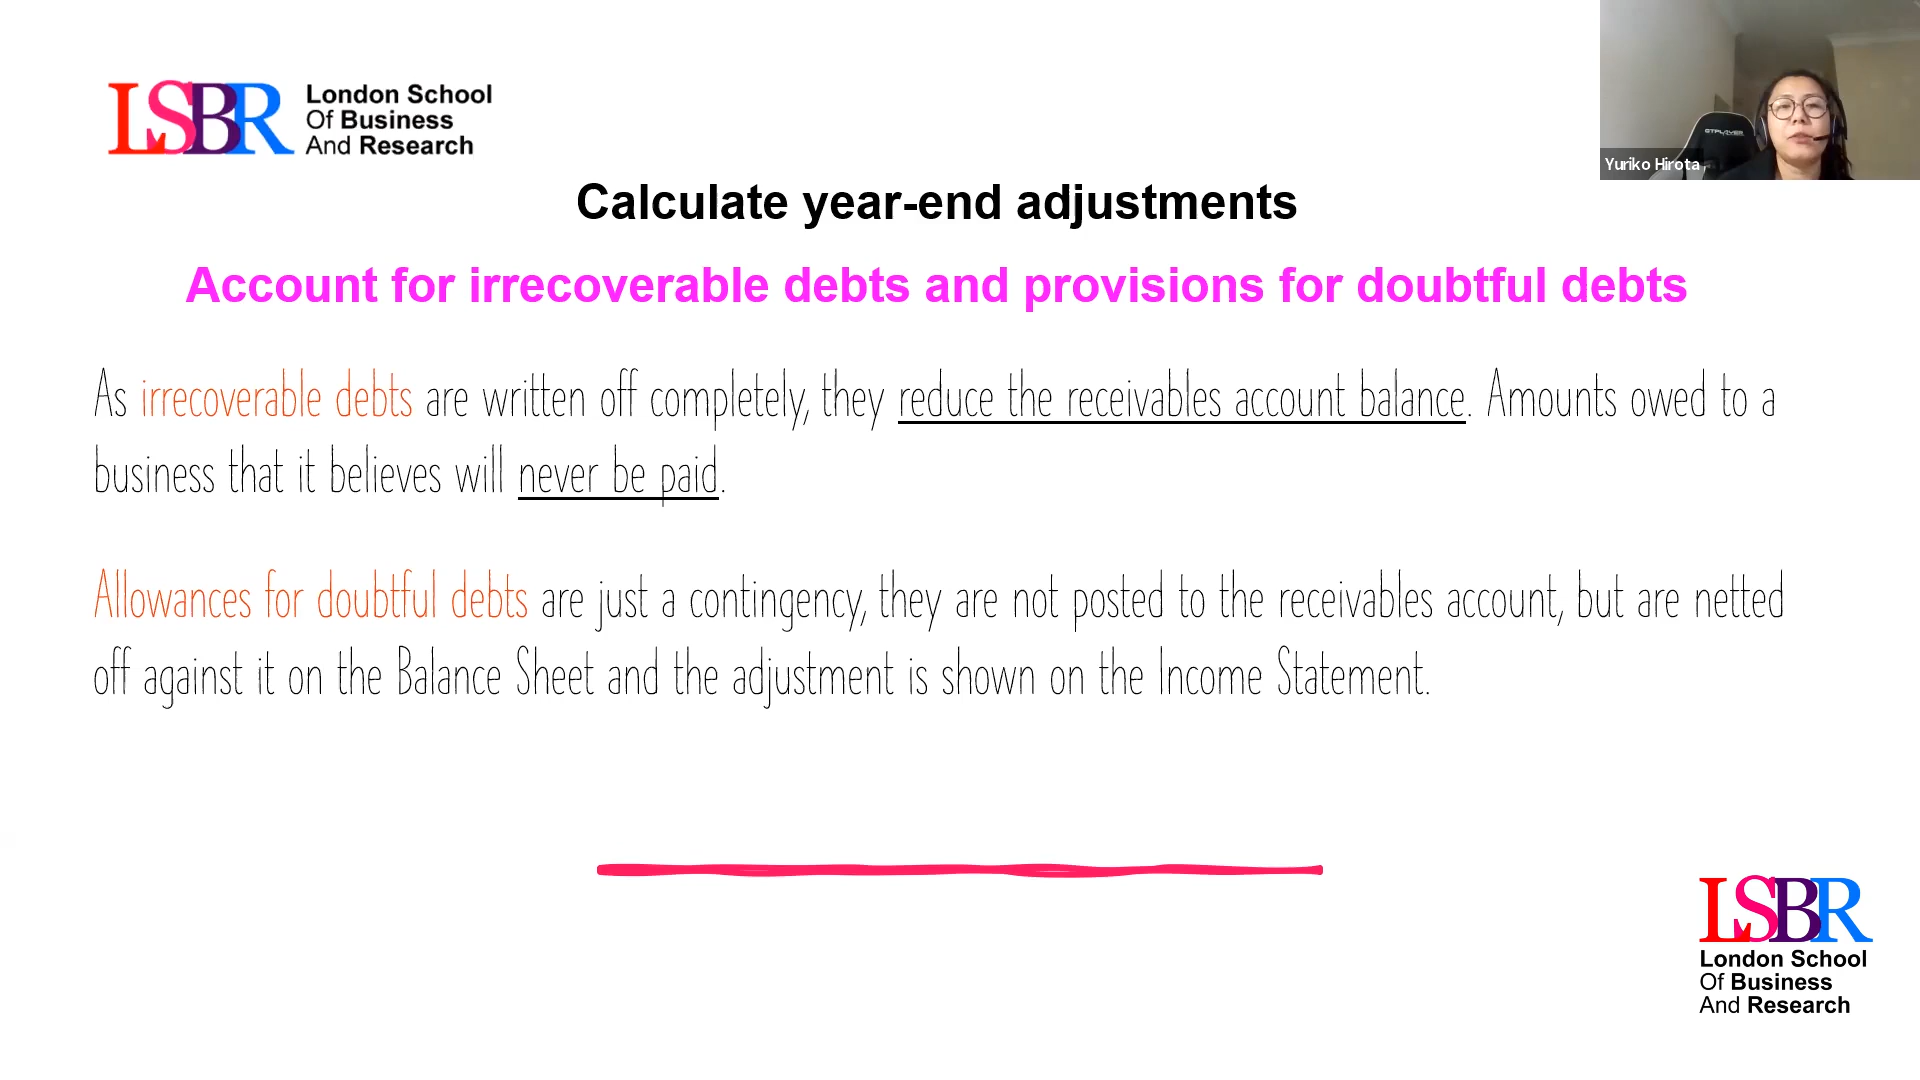 LSBR
London School
Of Business
And Research
GTPLAYER
Yuriko Hirota
Calculate year-end adjustments
Account for irrecoverable debts and provisions for doubtful debts
As irrecoverable debts are written off completely, they reduce the receivables account balance. Amounts owed to a
business that it believes will never be paid.
Allowances for doubtful debts are just a contingency, they are not posted to the receivables account, but are netted
off against it on the Balance Sheet and the adjustment is shown on the Income Statement.
LSBR
London School
Of Business
And Research